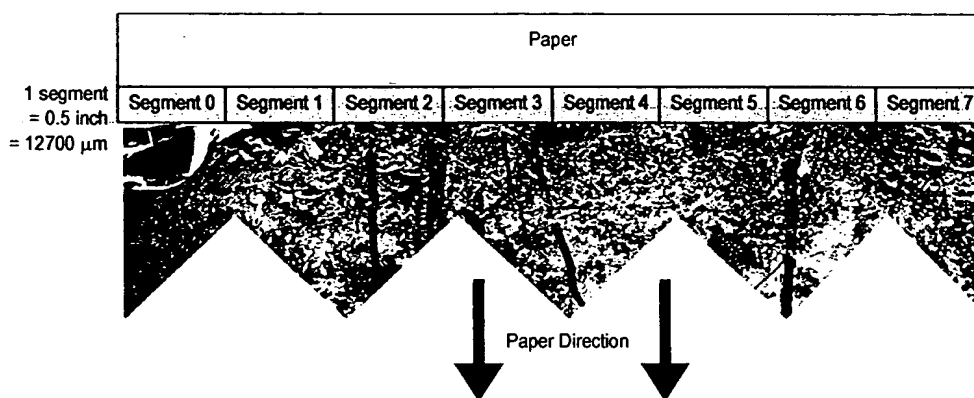 Paper
1 segment
= 0.5 inch
= 12700 µm
Segment 0 Segment 1 Segment 2 Segment 3 Segment 4 Segment 5 Segment 6 Segment 7
Paper Direction